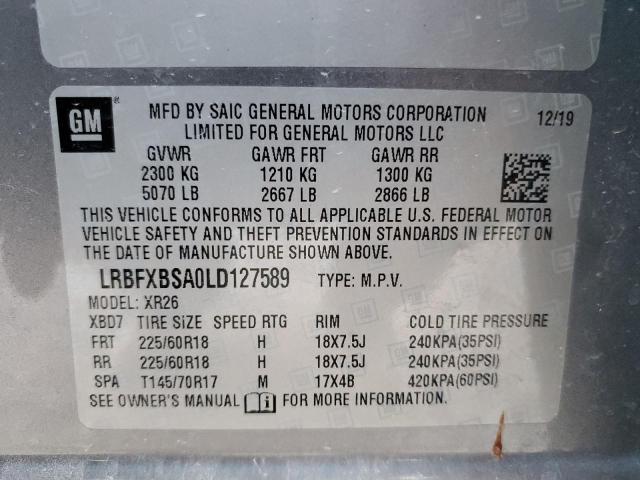 GM
MFD BY SAIC GENERAL MOTORS CORPORATION 12/19
LIMITED FOR GENERAL MOTORS LLC
GVWR GAWR FRT GAWR RR
2300 KG 1210 KG 1300 KG
5070 LB 2667 LB 2866 LB
THIS VEHICLE CONFORMS TO ALL APPLICABLE U.S. FEDERAL MOTOR
VEHICLE SAFETY AND THEFT PREVENTION STANDARDS IN EFFECT ON
THE DATE OF MANUFACTURE SHOWN ABOVE.
LRBFXBSA0LD127589 TYPE: M.P.V.
MODEL: XR26
XBD7 TIRE SIZE SPEED RTG RIM COLD TIRE PRESSURE
FRT 225/60R18 H 18X7.5J 240KPA(35PSI)
RR 225/60R18 H 18X7.5J 240KPA(35PSI)
SPA T145/70R17 M 17X4B 420KPA(60PSI)
SEE OWNER'S MANUAL i FOR MORE INFORMATION.